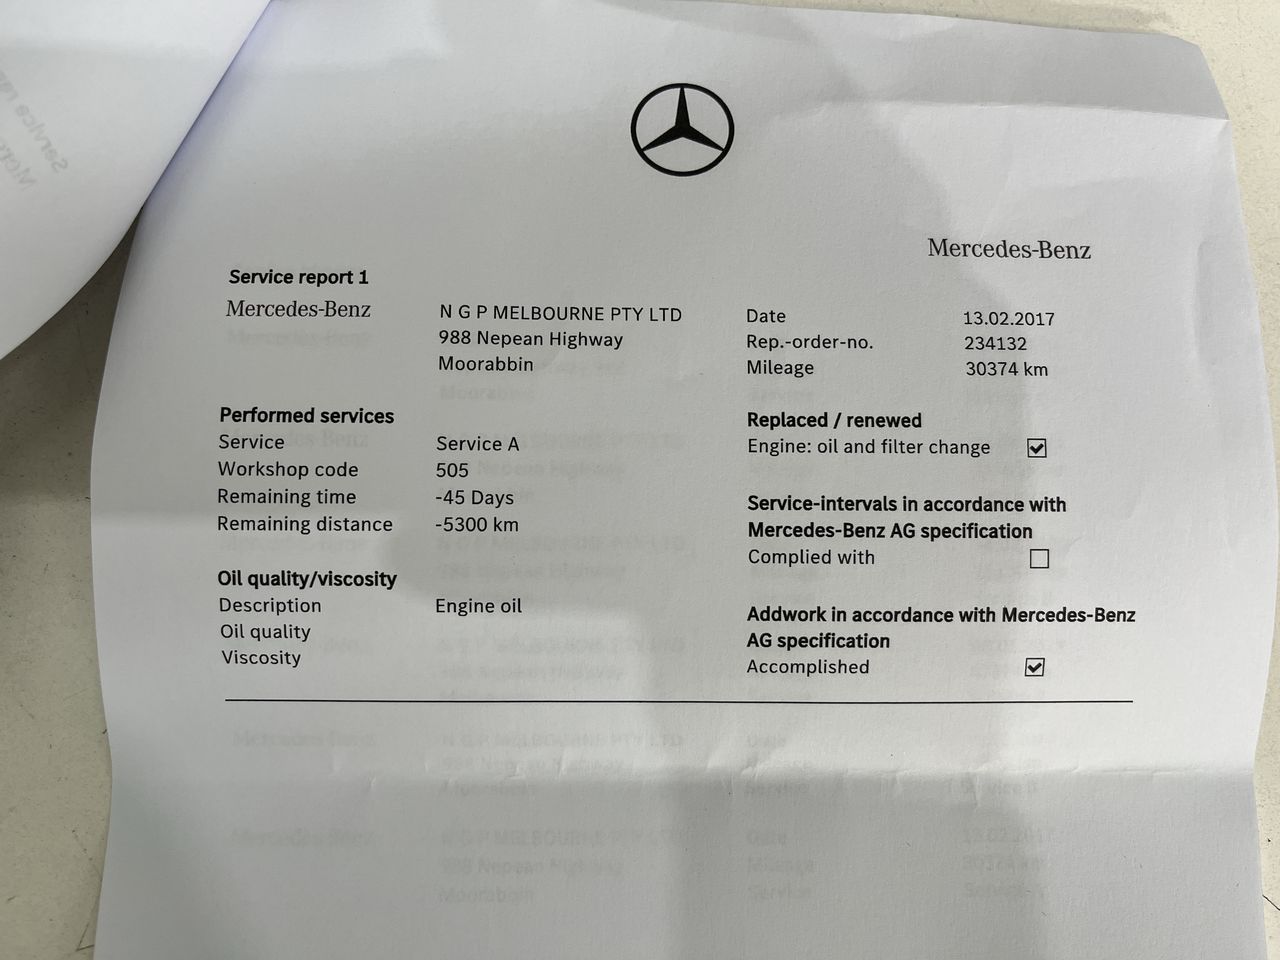 Mercedes-Benz
Service report 1
Mercedes-Benz
N G P MELBOURNE PTY LTD
988 Nepean Highway
Moorabbin
Date 13.02.2017
Rep.-order-no. 234132
Mileage 30374 km
Performed services
Service Service A
Workshop code 505
Remaining time -45 Days
Remaining distance -5300 km
Oil quality/viscosity
Description Engine oil
Oil quality
Viscosity
Replaced / renewed
Engine: oil and filter change ☑
Service-intervals in accordance with
Mercedes-Benz AG specification
Complied with ☐
Addwork in accordance with Mercedes-Benz
AG specification
Accomplished ☑